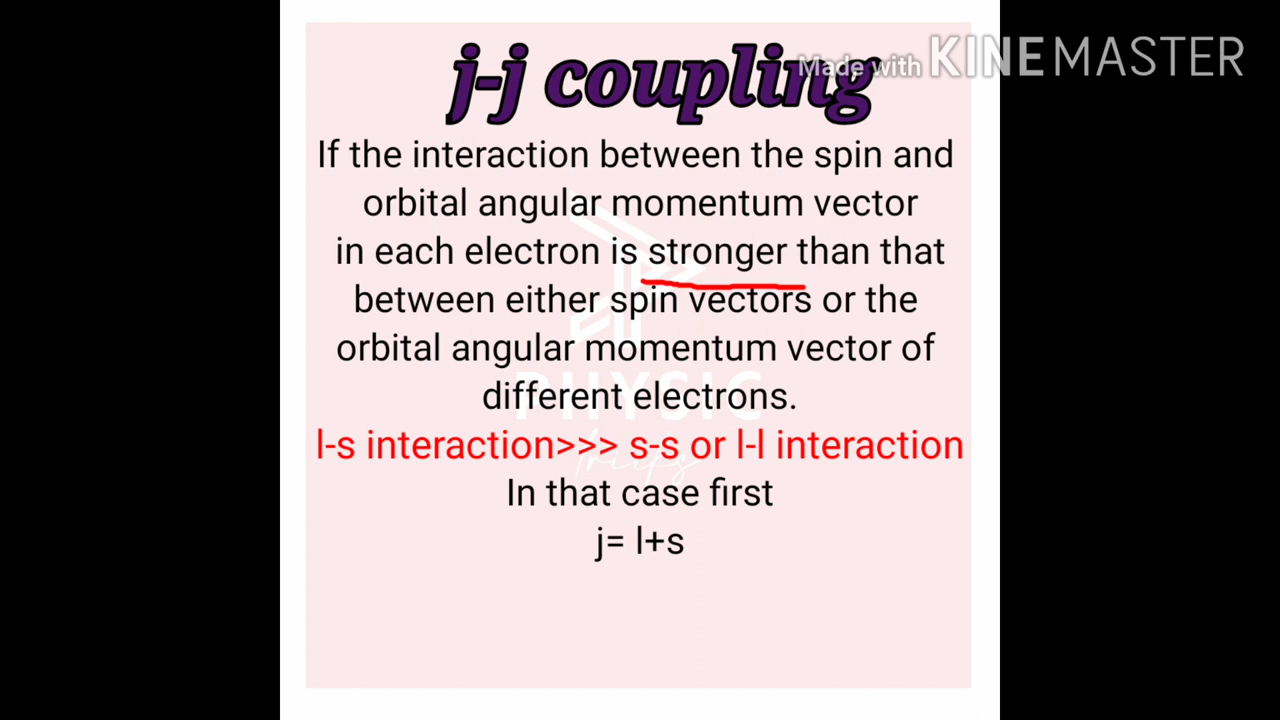 j-j coupling
Made with KINEMASTER
If the interaction between the spin and
orbital angular momentum vector
in each electron is stronger than that
between either spin vectors or the
orbital angular momentum vector of
different electrons.
PHYSIC
l-s interaction>>> s-s or l-l interaction
In that case first
j= l+s